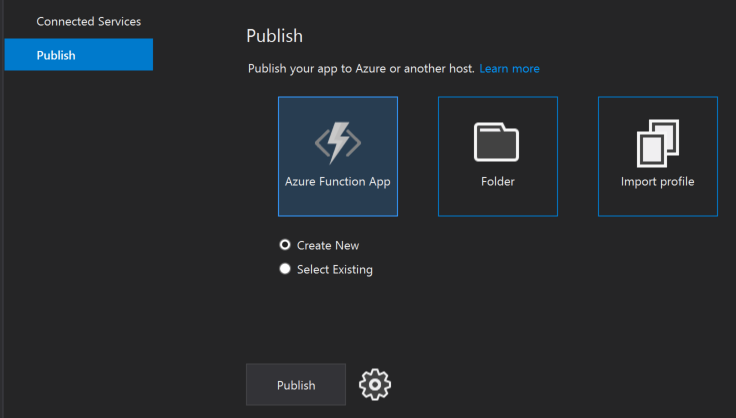 Connected Services
Publish
Publish
Publish your app to Azure or another host. Learn more
Azure Function App
Folder
Import profile
Create New
Select Existing
Publish